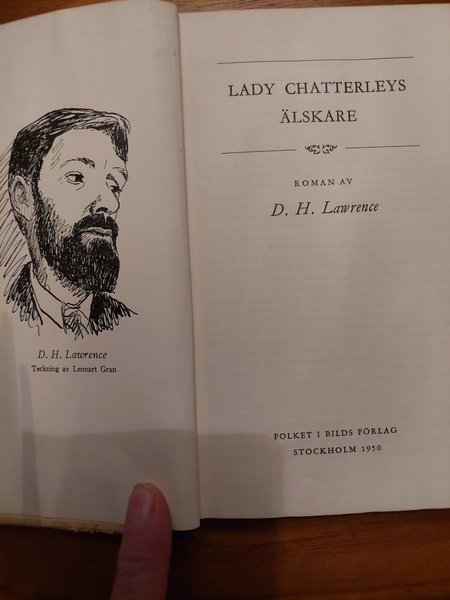 D. H. Lawrence
Teckning av Lennart Gran
LADY CHATTERLEYS
ÄLSKARE
ROMAN AV
D. H. Lawrence
FOLKET I BILDS FÖRLAG
STOCKHOLM 1950